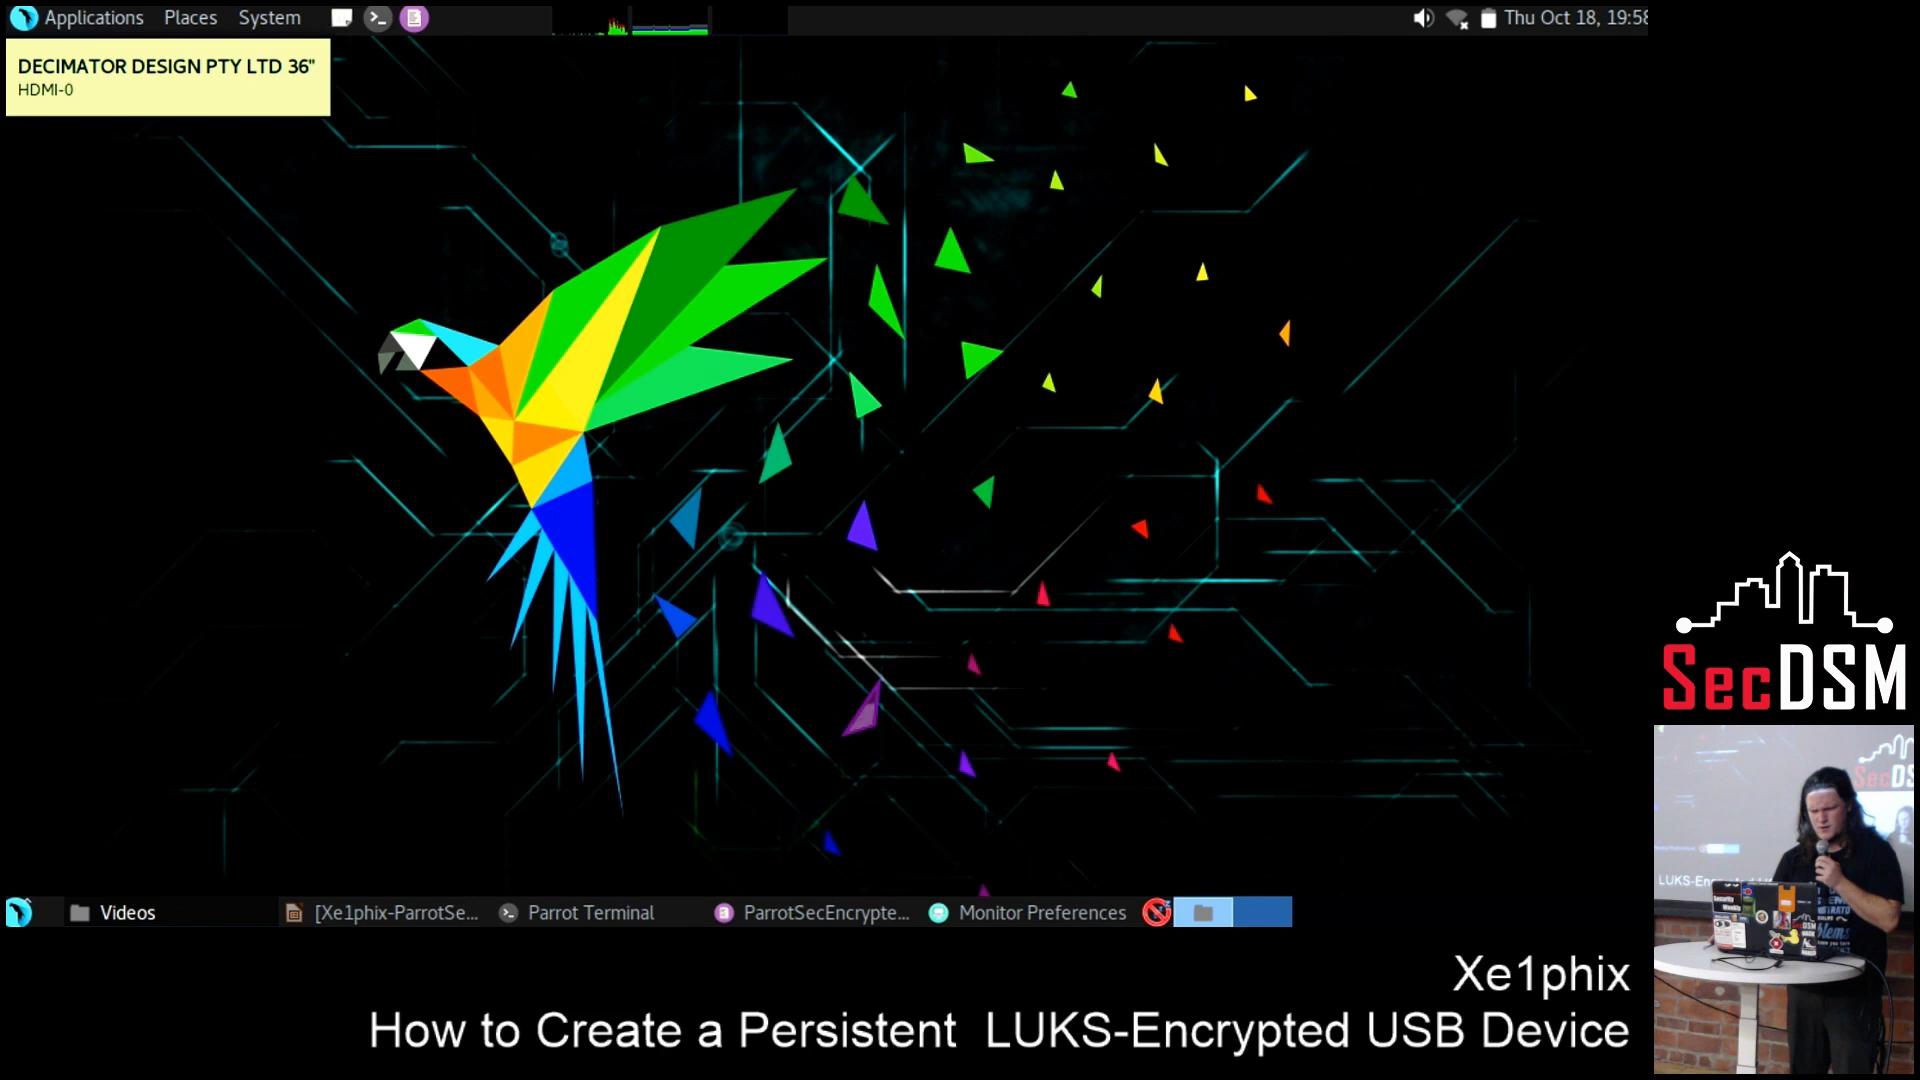 Applications Places System
Thu Oct 18, 19:58
DECIMATOR DESIGN PTY LTD 36"
HDMI-0
SecDSM
Videos
[Xe1phix-ParrotSe...
Parrot Terminal
ParrotSecEncrypte...
Monitor Preferences
Xe1phix
How to Create a Persistent LUKS-Encrypted USB Device